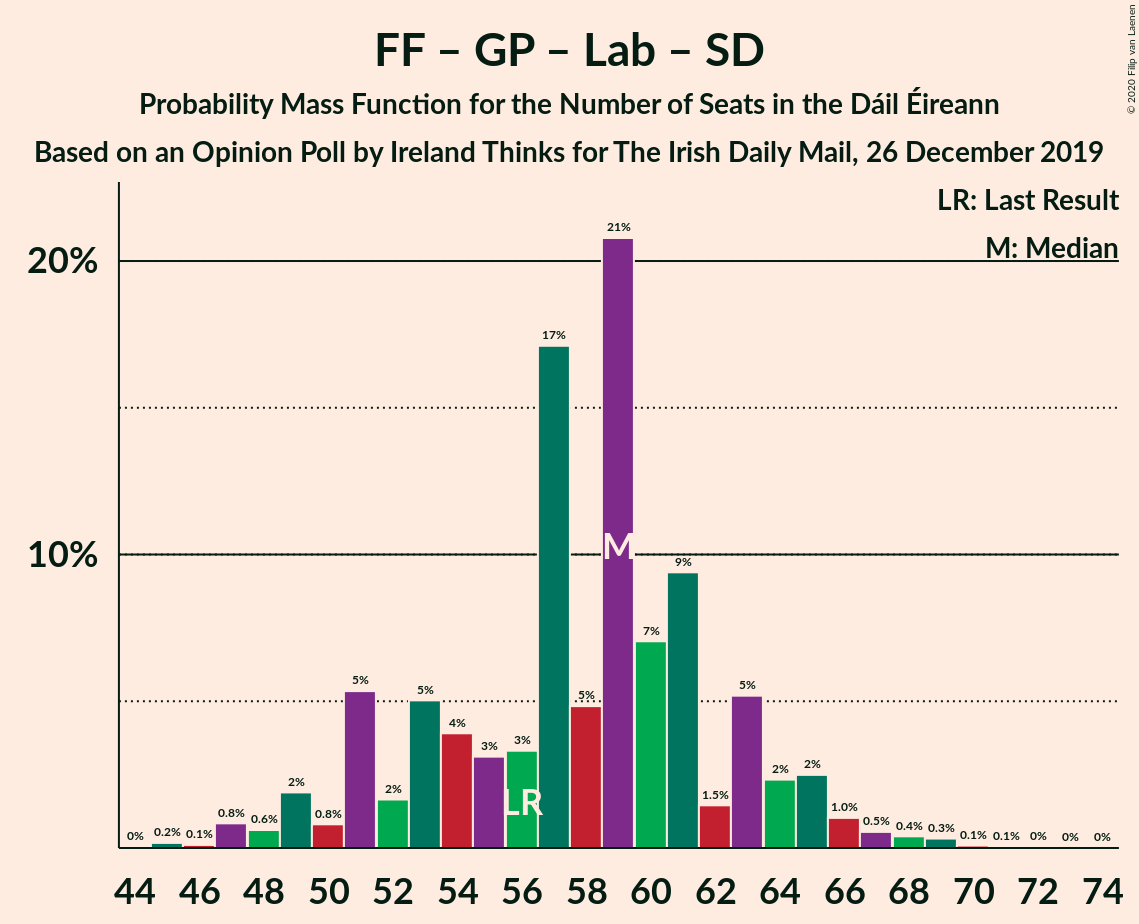 FF – GP – Lab – SD
Probability Mass Function for the Number of Seats in the Dáil Éireann
Based on an Opinion Poll by Ireland Thinks for The Irish Daily Mail, 26 December 2019
© 2020 Filip van Laenen
LR: Last Result
M: Median
20%
10%
0% 0.2% 0.1% 0.8% 0.6% 2% 0.8% 5% 2% 5% 4% 3% 3% 17% 5% 21% 7% 9% 1.5% 5% 2% 2% 1.0% 0.5% 0.4% 0.3% 0.1% 0.1% 0% 0% 0%
M
LR
44 46 48 50 52 54 56 58 60 62 64 66 68 70 72 74